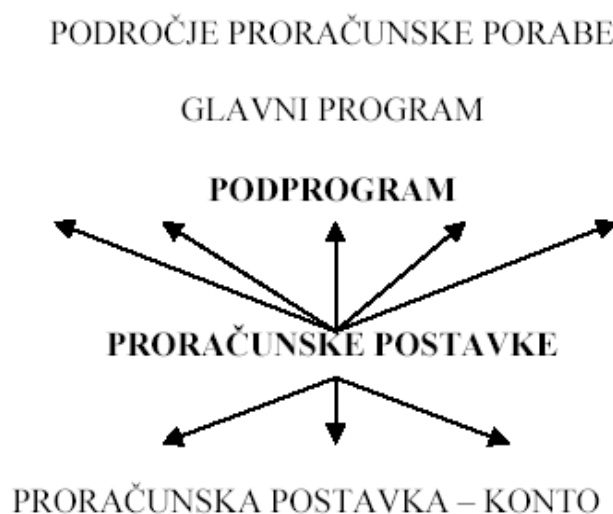 PODROČJE PRORAČUNSKE PORABE
GLAVNI PROGRAM
PODPROGRAM
PRORAČUNSKE POSTAVKE
PRORAČUNSKA POSTAVKA – KONTO